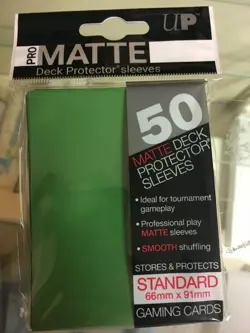 PRO MATTE UP
Deck Protector® sleeves
50
MATTE DECK
PROTECTOR®
SLEEVES
• Ideal for tournament
gameplay
• Professional play
MATTE sleeves
• SMOOTH shuffling
STORES & PROTECTS
STANDARD
66mm x 91mm
GAMING CARDS